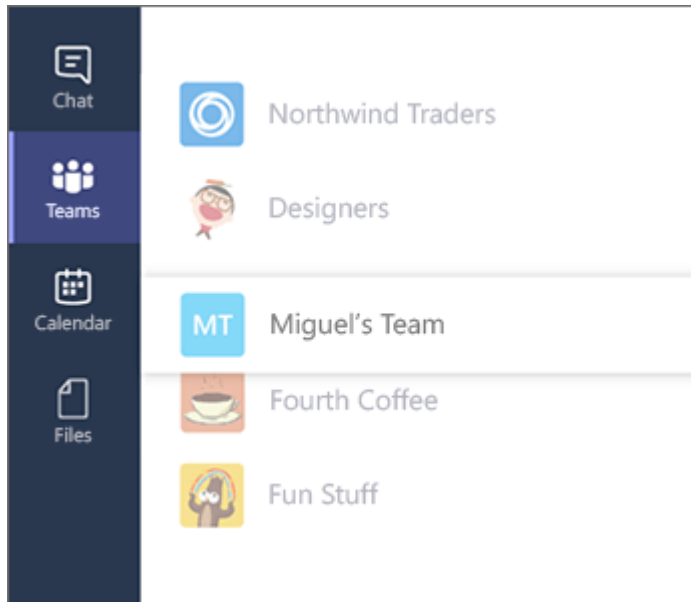 Chat
Teams
Calendar
Files
Northwind Traders
Designers
MT
Miguel's Team
Fourth Coffee
Fun Stuff